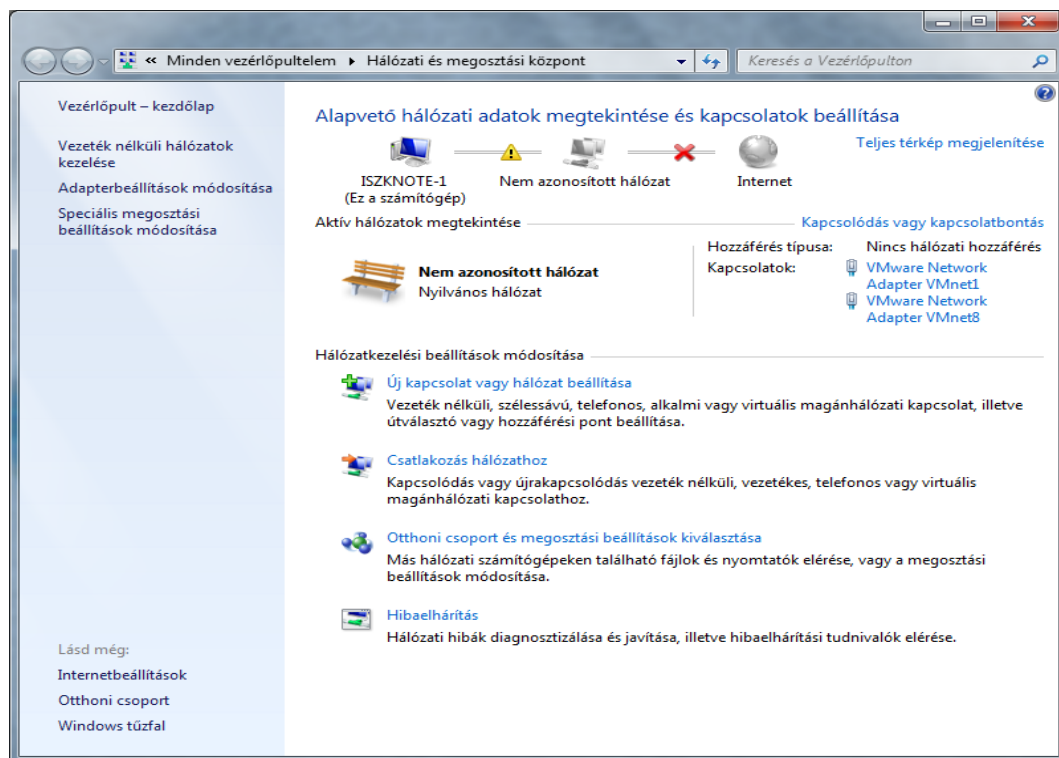 « Minden vezérlőpultelem ▸ Hálózati és megosztási központ
Keresés a Vezérlőpulton
Vezérlőpult – kezdőlap
Vezeték nélküli hálózatok
kezelése
Adapterbeállítások módosítása
Speciális megosztási
beállítások módosítása
Alapvető hálózati adatok megtekintése és kapcsolatok beállítása
Teljes térkép megjelenítése
ISZKNOTE-1
(Ez a számítógép)
Nem azonosított hálózat
Internet
Aktív hálózatok megtekintése
Kapcsolódás vagy kapcsolatbontás
Nem azonosított hálózat
Nyilvános hálózat
Hozzáférés típusa: Nincs hálózati hozzáférés
Kapcsolatok: VMware Network
Adapter VMnet1
VMware Network
Adapter VMnet8
Hálózatkezelési beállítások módosítása
Új kapcsolat vagy hálózat beállítása
Vezeték nélküli, szélessávú, telefonos, alkalmi vagy virtuális magánhálózati kapcsolat, illetve
útválasztó vagy hozzáférési pont beállítása.
Csatlakozás hálózathoz
Kapcsolódás vagy újrakapcsolódás vezeték nélküli, vezetékes, telefonos vagy virtuális
magánhálózati kapcsolathoz.
Otthoni csoport és megosztási beállítások kiválasztása
Más hálózati számítógépeken található fájlok és nyomtatók elérése, vagy a megosztási
beállítások módosítása.
Hibaelhárítás
Hálózati hibák diagnosztizálása és javítása, illetve hibaelhárítási tudnivalók elérése.
Lásd még:
Internetbeállítások
Otthoni csoport
Windows tűzfal